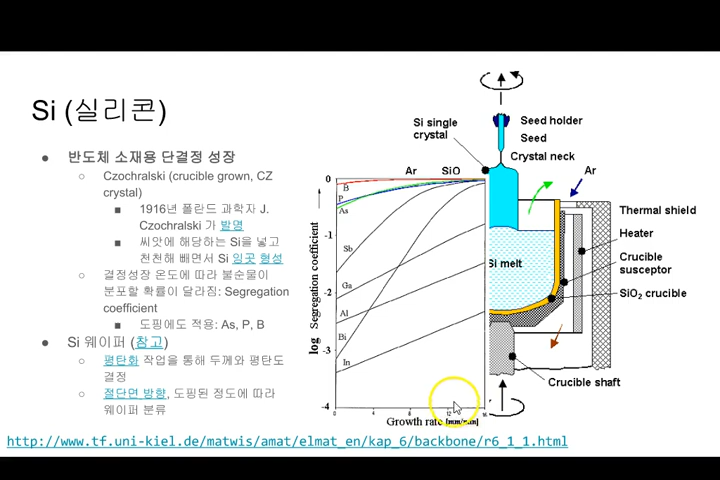 Si (실리콘)
● 반도체 소재용 단결정 성장
○ Czochralski (crucible grown, CZ
crystal)
■ 1916년 폴란드 과학자 J.
Czochralski 가 발명
■ 씨앗에 해당하는 Si을 넣고
천천해 빼면서 Si 잉곳 형성
○ 결정성장 온도에 따라 불순물이
분포할 확률이 달라짐: Segregation
coefficient
■ 도핑에도 적용: As, P, B
● Si 웨이퍼 (참고)
○ 평탄화 작업을 통해 두께와 평탄도
결정
○ 절단면 방향, 도핑된 정도에 따라
웨이퍼 분류
Si single
crystal
Seed holder
Seed
Crystal neck
Ar
SiO
Ar
Thermal shield
Heater
Crucible
susceptor
SiO2 crucible
Si melt
Crucible shaft
log Segregation coefficient
0
-1
-2
-3
-4
B
P
As
Sb
Ga
Al
Bi
In
0
4
8
12
16
Growth rate [mm/min]
http://www.tf.uni-kiel.de/matwis/amat/elmat_en/kap_6/backbone/r6_1_1.html